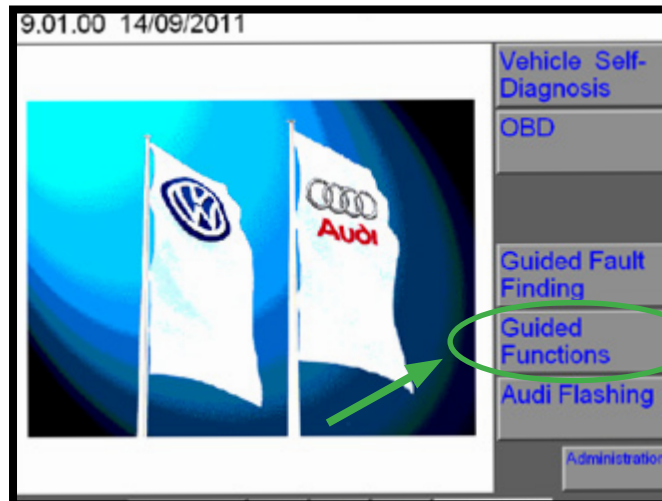 9.01.00 14/09/2011
Vehicle Self-
Diagnosis
OBD
Audi
Guided Fault
Finding
Guided
Functions
Audi Flashing
Administration